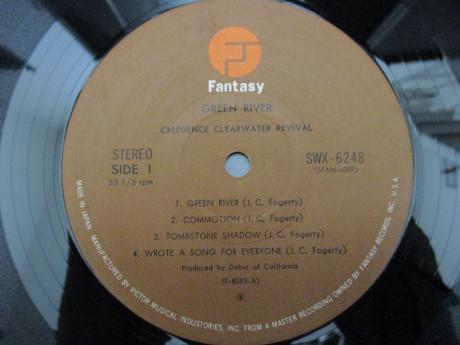 Fantasy
GREEN RIVER
CREEDENCE CLEARWATER REVIVAL
STEREO
SIDE 1
33 1/3 rpm
SWX-6248
(SFAN-6009)
1. GREEN RIVER (J. C. Fogerty)
2. COMMOTION (J. C. Fogerty)
3. TOMBSTONE SHADOW (J. C. Fogerty)
4. WROTE A SONG FOR EVERYONE (J. C. Fogerty)
Produced by Debut of California
(F-8393-A)
MADE IN JAPAN. MANUFACTURED BY VICTOR MUSICAL INDUSTRIES, INC. FROM A MASTER RECORDING OWNED BY FANTASY RECORDS, INC. U.S.A.